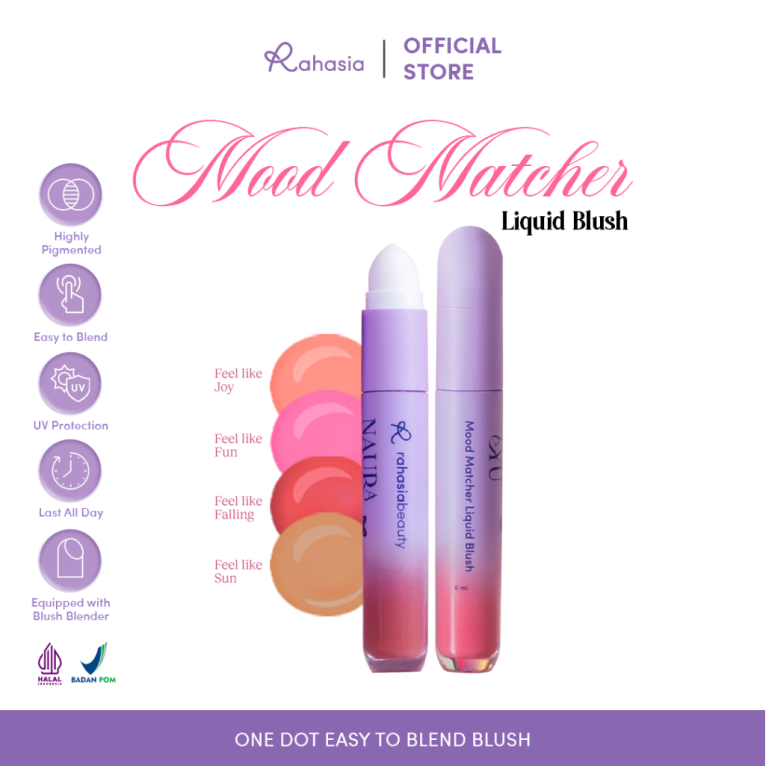 Rahasia
OFFICIAL
STORE
Mood Matcher
Liquid Blush
Highly
Pigmented
Easy to Blend
UV
UV Protection
Last All Day
Equipped with
Blush Blender
HALAL
INDONESIA
BADAN POM
Feel like
Joy
Feel like
Fun
Feel like
Falling
Feel like
Sun
NAURA
rahasiabeauty
Mood Matcher Liquid Blush
6 ml
ONE DOT EASY TO BLEND BLUSH